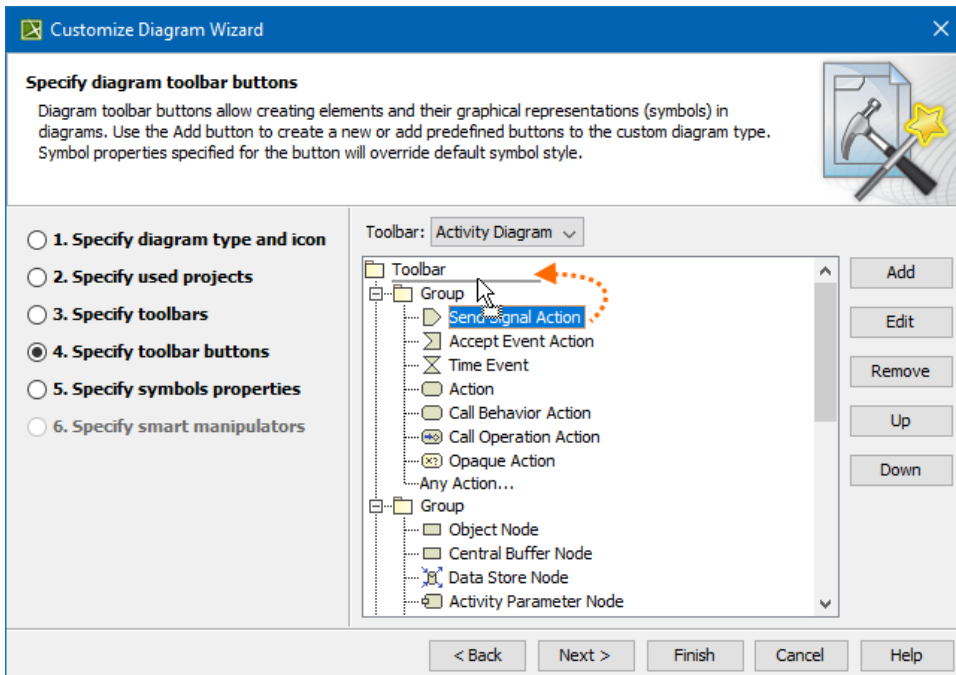 Customize Diagram Wizard
Specify diagram toolbar buttons
Diagram toolbar buttons allow creating elements and their graphical representations (symbols) in
diagrams. Use the Add button to create a new or add predefined buttons to the custom diagram type.
Symbol properties specified for the button will override default symbol style.
1. Specify diagram type and icon
2. Specify used projects
3. Specify toolbars
4. Specify toolbar buttons
5. Specify symbols properties
6. Specify smart manipulators
Toolbar: Activity Diagram
Toolbar
Group
Send Signal Action
Accept Event Action
Time Event
Action
Call Behavior Action
Call Operation Action
Opaque Action
Any Action...
Group
Object Node
Central Buffer Node
Data Store Node
Activity Parameter Node
Add
Edit
Remove
Up
Down
< Back
Next >
Finish
Cancel
Help